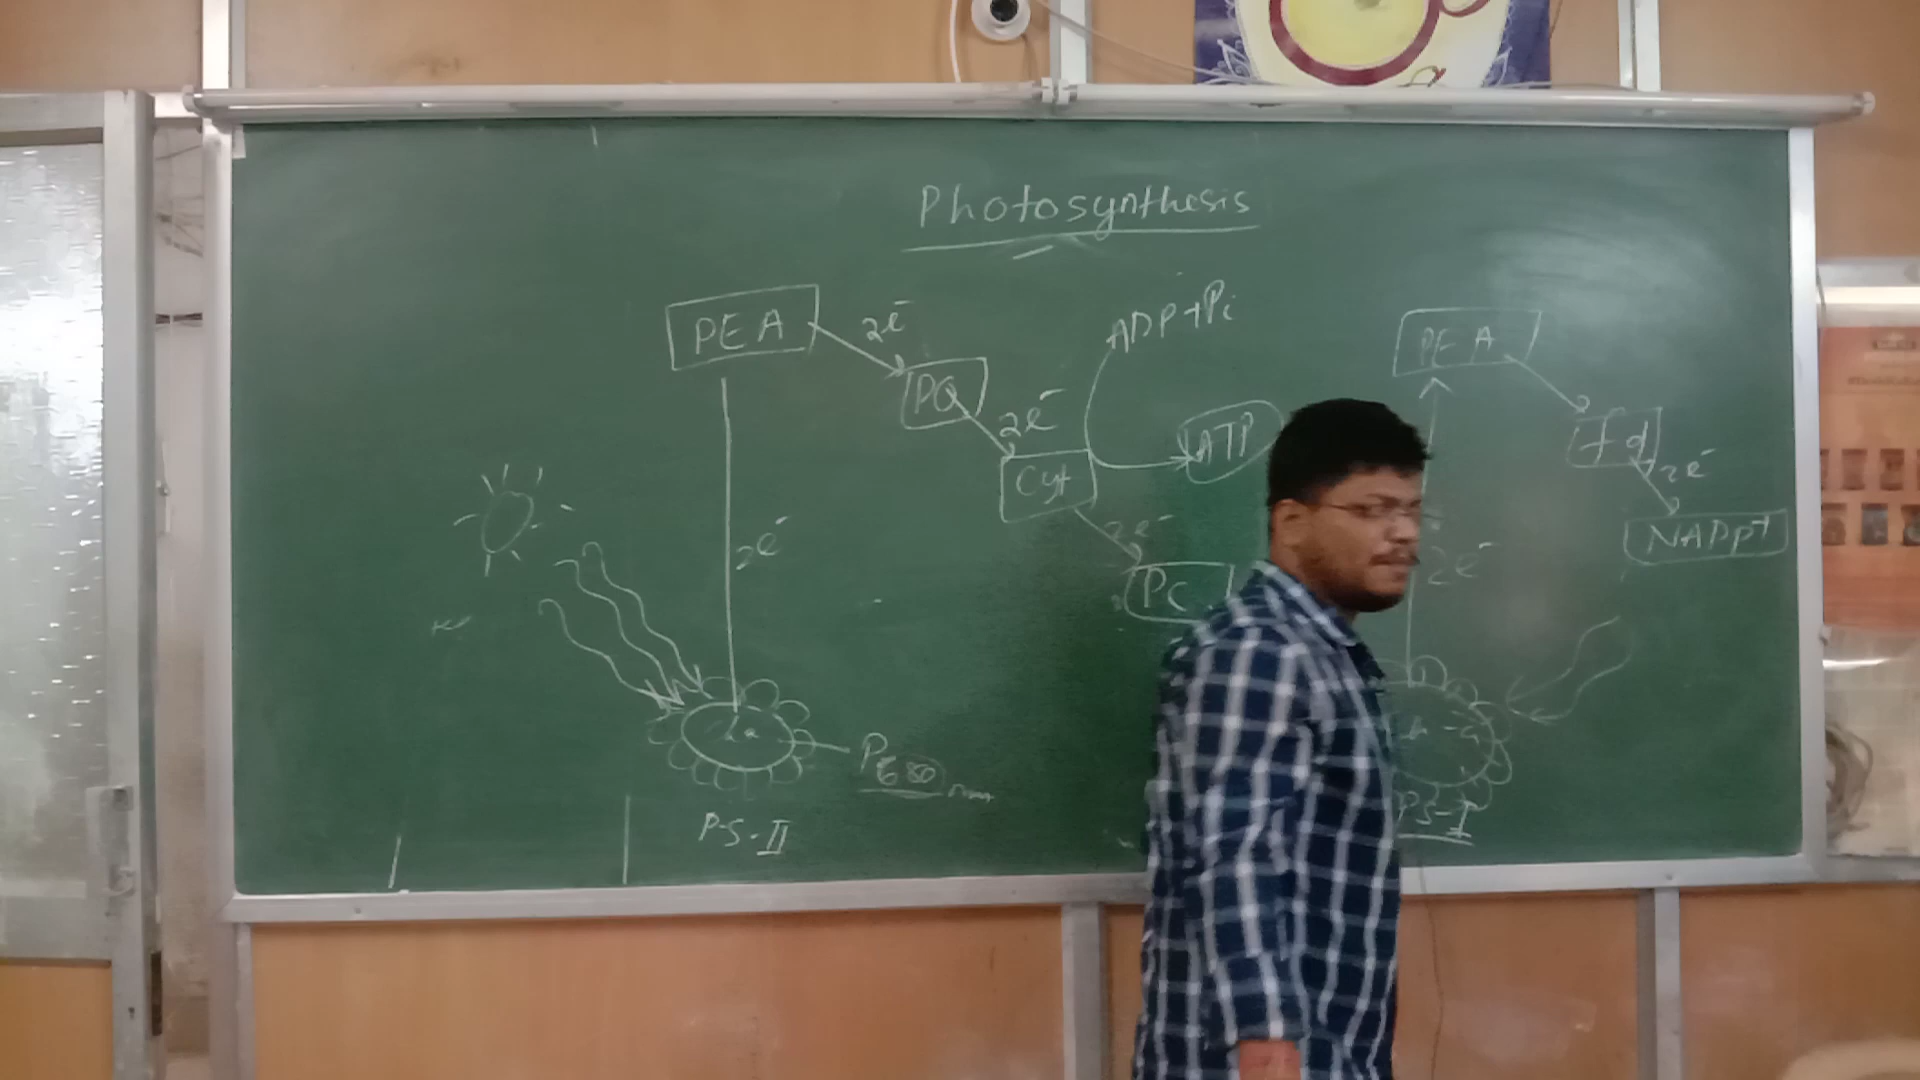 Photosynthesis
PEA
2e⁻
PQ
2e⁻
Cyt
ADP+Pi
ATP
2e⁻
PC
2e⁻
P680 nm
P-S-II
PEA
fd
2e⁻
NADP+
2e⁻
PS-I